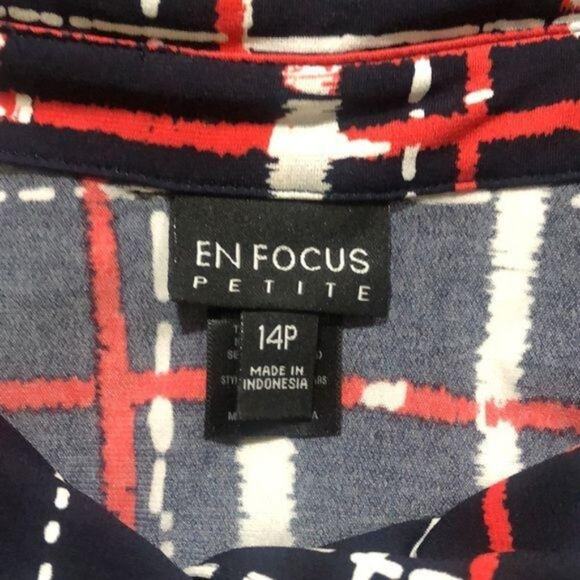 EN FOCUS
PETITE
14P
MADE IN
INDONESIA